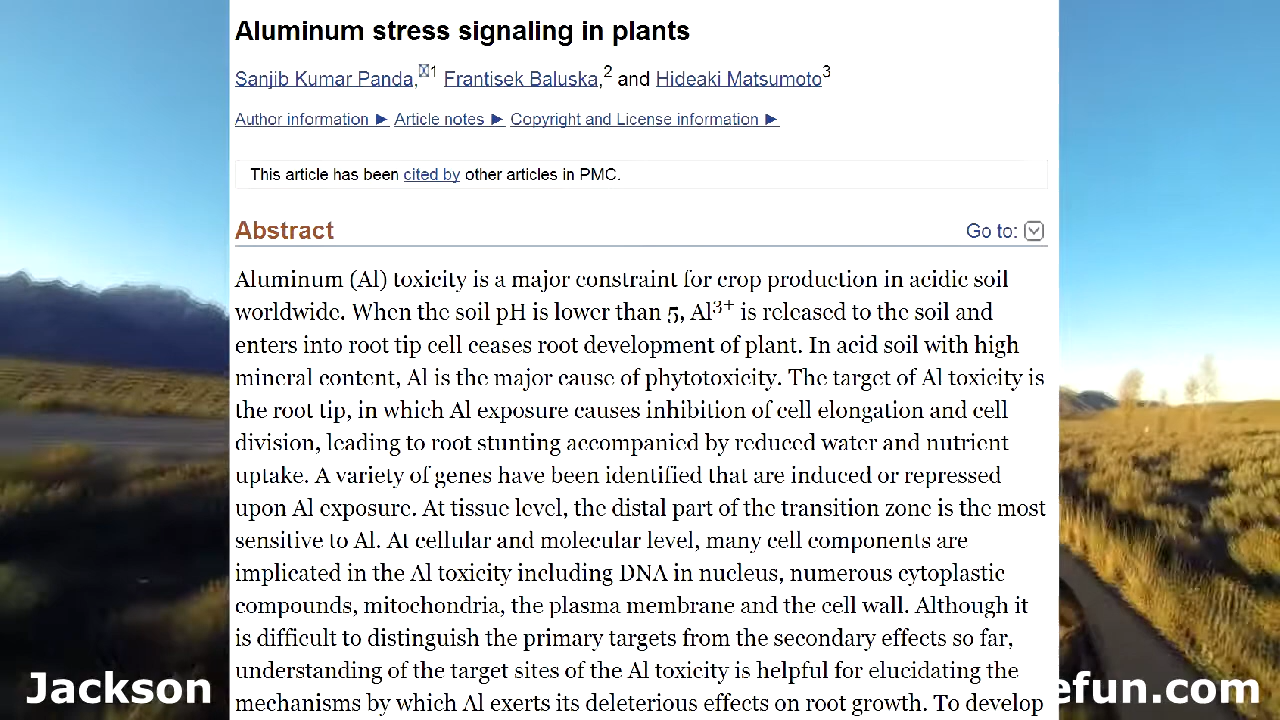 Aluminum stress signaling in plants
Sanjib Kumar Panda,1 Frantisek Baluska,2 and Hideaki Matsumoto3
Author information ► Article notes ► Copyright and License information ►
This article has been cited by other articles in PMC.
Abstract
Go to:
Aluminum (Al) toxicity is a major constraint for crop production in acidic soil
worldwide. When the soil pH is lower than 5, Al3+ is released to the soil and
enters into root tip cell ceases root development of plant. In acid soil with high
mineral content, Al is the major cause of phytotoxicity. The target of Al toxicity is
the root tip, in which Al exposure causes inhibition of cell elongation and cell
division, leading to root stunting accompanied by reduced water and nutrient
uptake. A variety of genes have been identified that are induced or repressed
upon Al exposure. At tissue level, the distal part of the transition zone is the most
sensitive to Al. At cellular and molecular level, many cell components are
implicated in the Al toxicity including DNA in nucleus, numerous cytoplastic
compounds, mitochondria, the plasma membrane and the cell wall. Although it
is difficult to distinguish the primary targets from the secondary effects so far,
understanding of the target sites of the Al toxicity is helpful for elucidating the
mechanisms by which Al exerts its deleterious effects on root growth. To develop
Jackson
efun.com